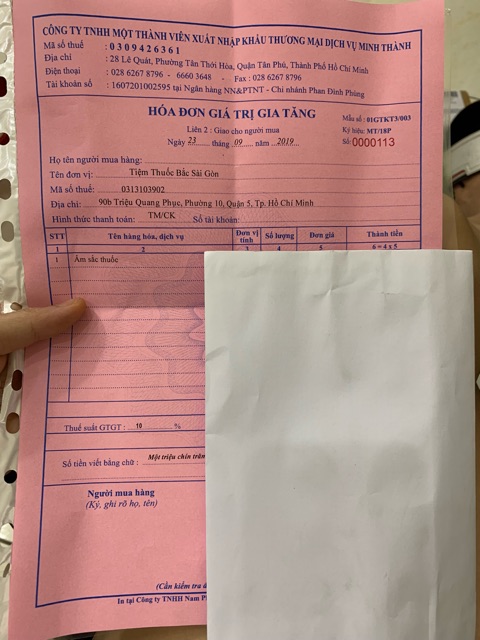 CÔNG TY TNHH MỘT THÀNH VIÊN XUẤT NHẬP KHẨU THƯƠNG MẠI DỊCH VỤ MINH THÀNH
Mã số thuế : 0309426361
Địa chỉ : 28 Lê Quát, Phường Tân Thới Hòa, Quận Tân Phú, Thành Phố Hồ Chí Minh
Điện thoại : 028 6267 8796 - 6660 3648 - Fax : 028 6267 8796
Tài khoản số : 1607201002595 tại Ngân hàng NN&PTNT - Chi nhánh Phan Đình Phùng
HÓA ĐƠN GIÁ TRỊ GIA TĂNG
Mẫu số : 01GTKT3/003
Liên 2 : Giao cho người mua
Ký hiệu: MT/18P
Ngày 23 tháng 09 năm 2019
Số: 0000113
Họ tên người mua hàng:
Tên đơn vị: Tiệm Thuốc Bắc Sài Gòn
Mã số thuế: 0313103902
Địa chỉ: 90b Triệu Quang Phục, Phường 10, Quận 5, Tp. Hồ Chí Minh
Hình thức thanh toán: TM/CK Số tài khoản:
STT Tên hàng hóa, dịch vụ Đơn vị tính Số lượng Đơn giá Thành tiền
1 2 3 4 5 6 = 4 x 5
1 Ấm sắc thuốc
Thuế suất GTGT : 10 %
Số tiền viết bằng chữ : Một triệu chín trăm
Người mua hàng
(Ký, ghi rõ họ, tên)
(Cần kiểm tra
In tại Công ty TNHH Nam